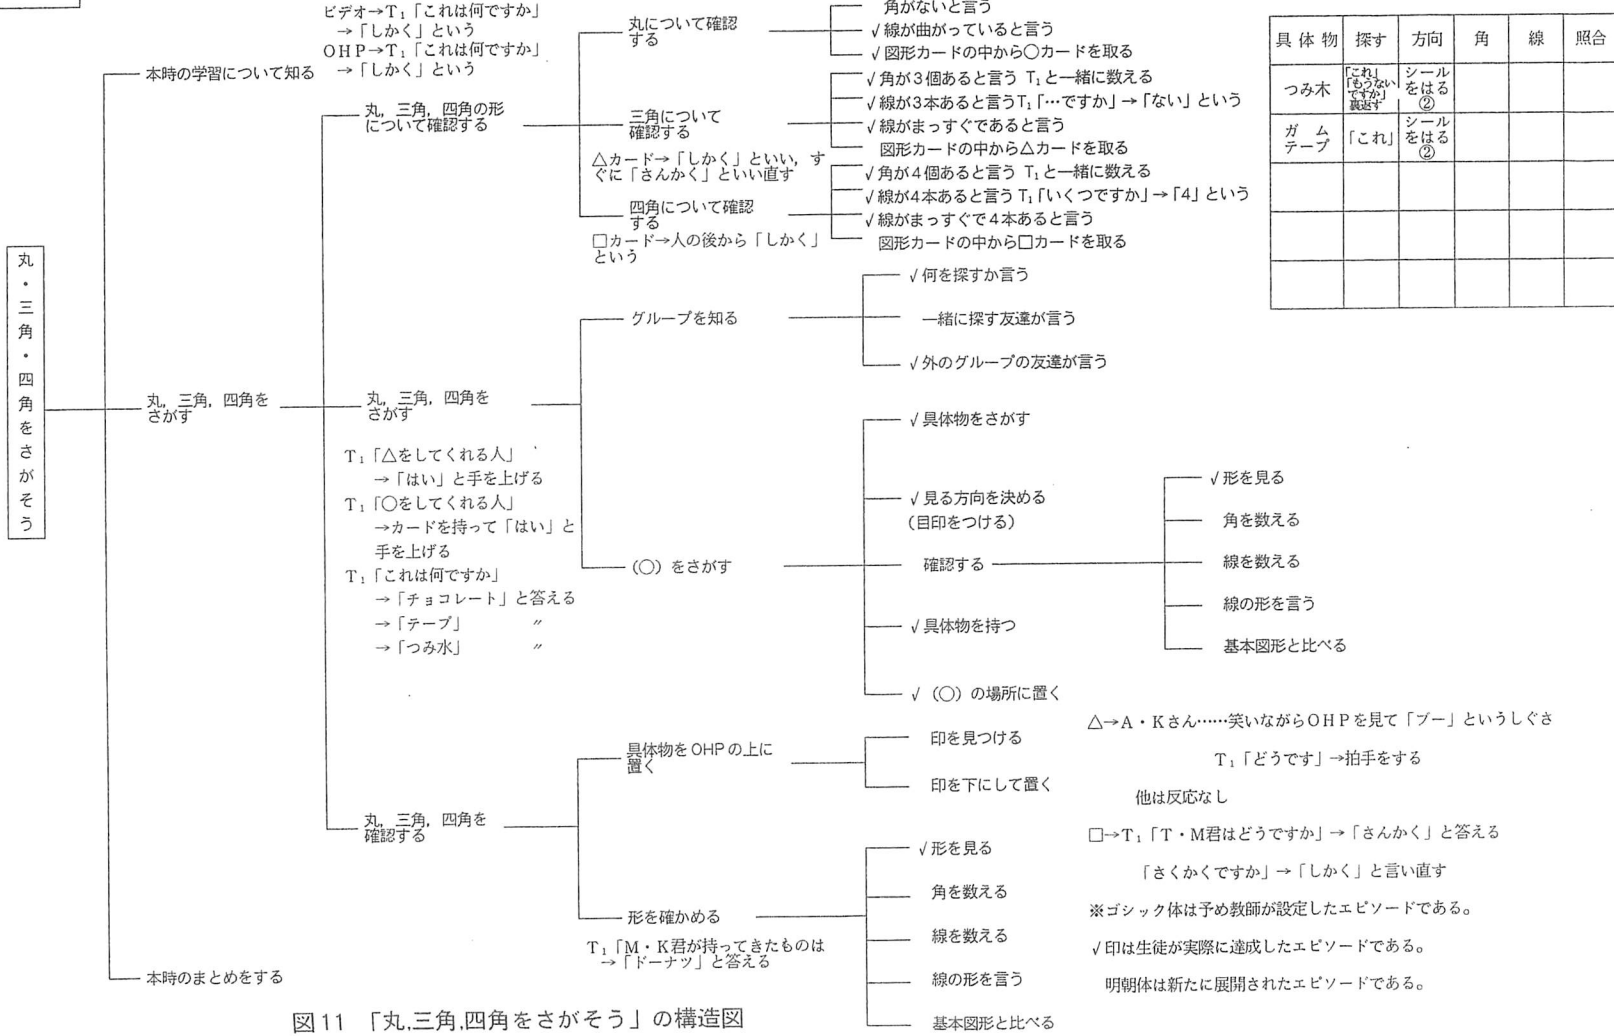 ビデオ→T₁「これは何ですか」
→「しかく」という
OHP→T₁「これは何ですか」
→「しかく」という
丸・三角・四角をさがそう
本時の学習について知る
丸，三角，四角を
さがす
本時のまとめをする
丸，三角，四角の形
について確認する
丸について確認
する
角がないと言う
√線が曲がっていると言う
√図形カードの中から○カードを取る
三角について
確認する
△カード→「しかく」といい，す
ぐに「さんかく」といい直す
√角が３個あると言う T₁と一緒に数える
√線が３本あると言うT₁「…ですか」→「ない」という
√線がまっすぐであると言う
図形カードの中から△カードを取る
四角について確認
する
□カード→人の後から「しかく」
という
√角が４個あると言う T₁と一緒に数える
√線が４本あると言う T₁「いくつですか」→「４」という
√線がまっすぐで４本あると言う
図形カードの中から□カードを取る
丸，三角，四角を
さがす
T₁「△をしてくれる人」
→「はい」と手を上げる
T₁「○をしてくれる人」
→カードを持って「はい」と
手を上げる
T₁「これは何ですか」
→「チョコレート」と答える
→「テープ」 〃
→「つみ水」 〃
グループを知る
√何を探すか言う
一緒に探す友達が言う
√外のグループの友達が言う
(○)をさがす
√具体物をさがす
√見る方向を決める
(目印をつける)
確認する
√具体物を持つ
√（○）の場所に置く
√形を見る
角を数える
線を数える
線の形を言う
基本図形と比べる
丸，三角，四角を
確認する
具体物をOHPの上に
置く
印を見つける
印を下にして置く
形を確かめる
T₁「M・K君が持ってきたものは
→「ドーナツ」と答える
√形を見る
角を数える
線を数える
線の形を言う
基本図形と比べる
具体物 探す 方向 角 線 照合
つみ木 「これ」「もうないですか」裏返す シールをはる②
ガムテープ 「これ」 シールをはる②
△→A・Kさん……笑いながらOHPを見て「ブー」というしぐさ
T₁「どうです」→拍手をする
他は反応なし
□→T₁「T・M君はどうですか」→「さんかく」と答える
「さくかくですか」→「しかく」と言い直す
※ゴシック体は予め教師が設定したエピソードである。
√印は生徒が実際に達成したエピソードである。
明朝体は新たに展開されたエピソードである。
図11 「丸,三角,四角をさがそう」の構造図